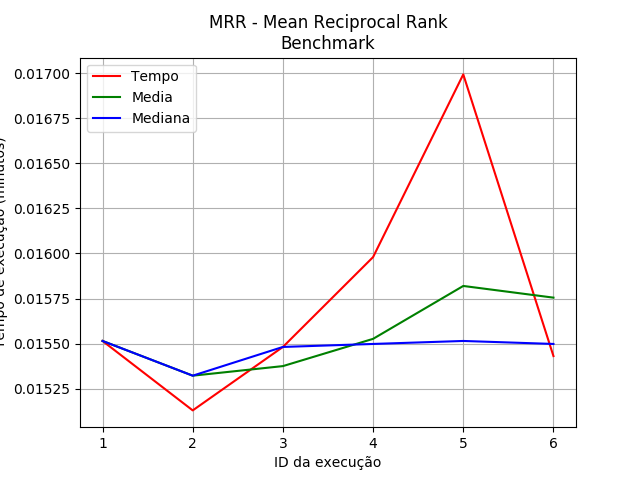 MRR - Mean Reciprocal Rank
Benchmark
Tempo
Media
Mediana
0.01700
0.01675
0.01650
0.01625
0.01600
0.01575
0.01550
0.01525
Tempo de execução (minutos)
1 2 3 4 5 6
ID da execução